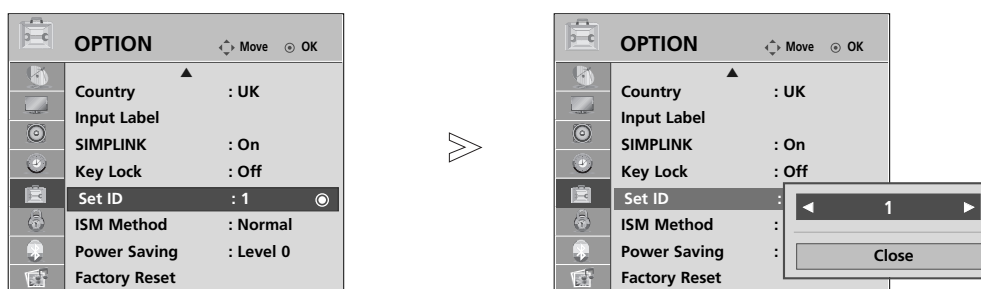 OPTION Move OK
Country : UK
Input Label
SIMPLINK : On
Key Lock : Off
Set ID : 1
ISM Method : Normal
Power Saving : Level 0
Factory Reset
OPTION Move OK
Country : UK
Input Label
SIMPLINK : On
Key Lock : Off
Set ID :
ISM Method :
Power Saving :
Factory Reset
◀ 1 ▶
Close